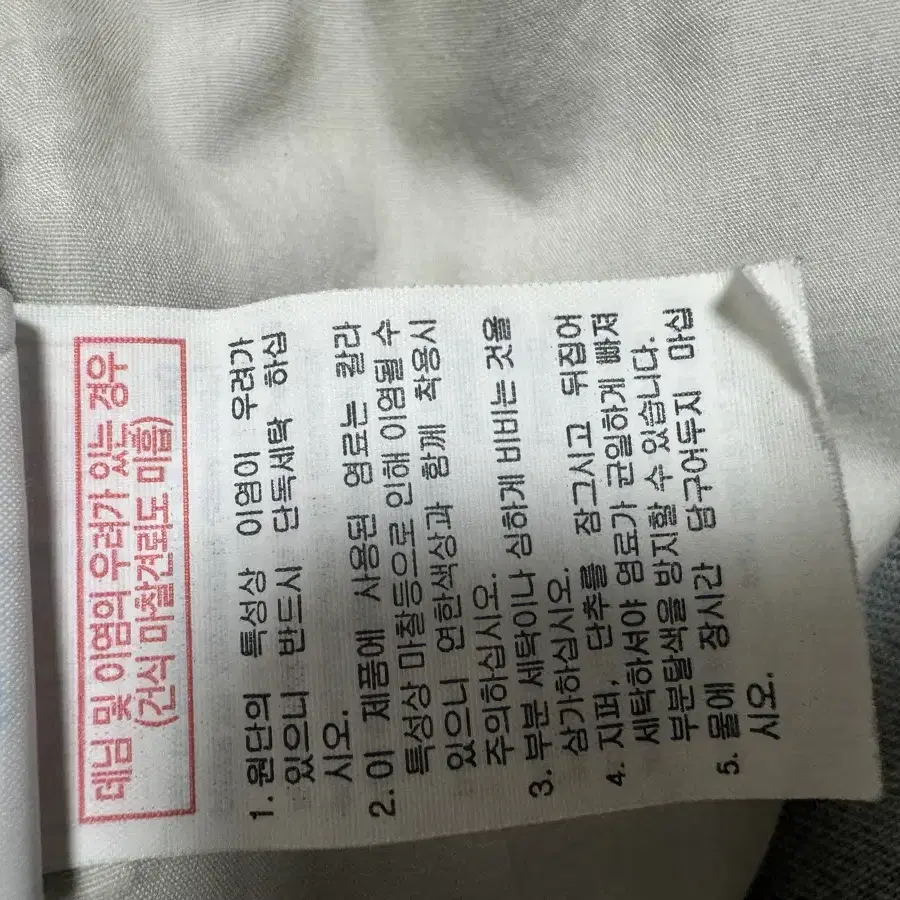 데님 및 이염의 우려가 있는 경우
(건식 마찰견뢰도 미흡)
1. 원단의 특성상 이염이 우려가
있으니 반드시 단독세탁 하십
시오.
2. 이 제품에 사용된 염료는 칼라
특성상 마찰등으로 인해 이염될 수
있으니 연한색상과 함께 착용시
주의하십시오.
3. 부분 세탁이나 심하게 비비는 것을
삼가하십시오.
4. 지퍼, 단추를 잠그시고 뒤집어
세탁하셔야 염료가 균일하게 빠져
부분탈색을 방지할 수 있습니다.
5. 물에 장시간 담구어두지 마십
시오.